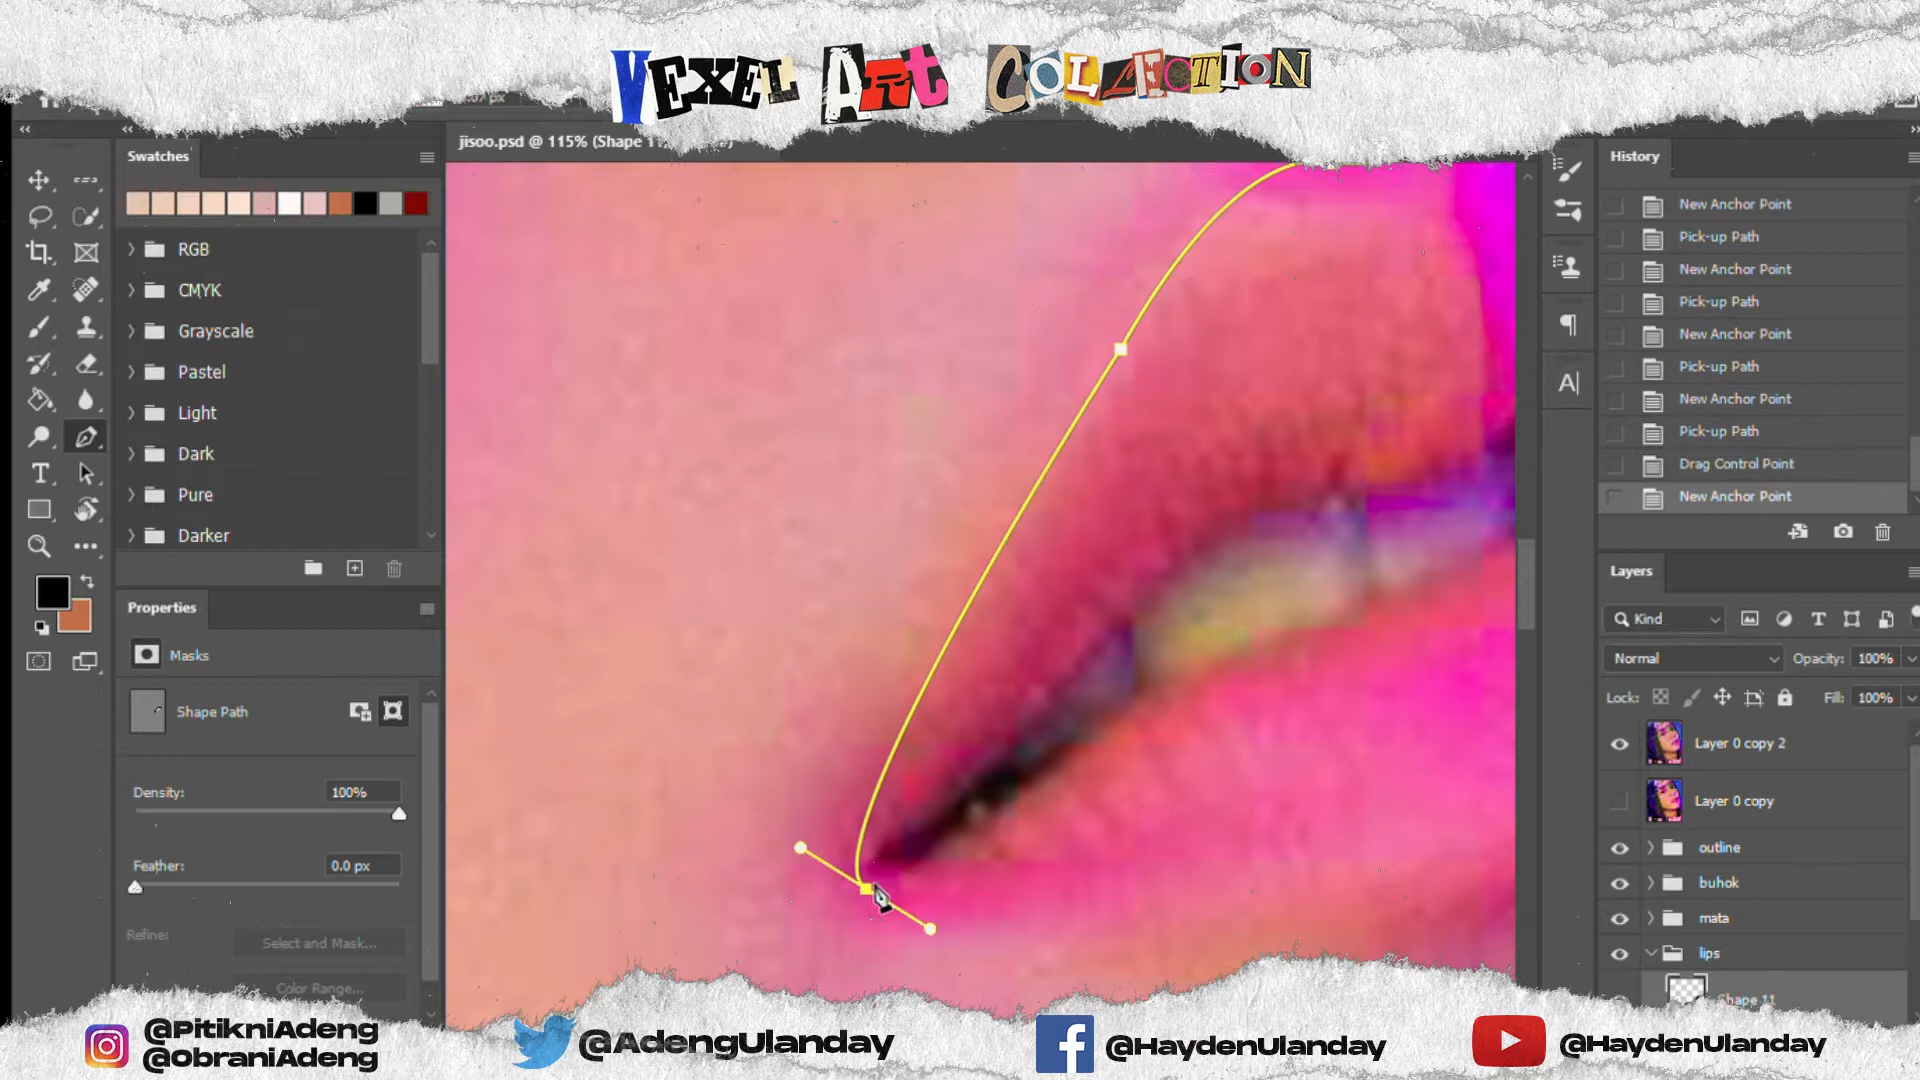 VEXEL ART COLLECTION
jisoo.psd @ 115% (Shape 1
Swatches
RGB
CMYK
Grayscale
Pastel
Light
Dark
Pure
Darker
Properties
Masks
Shape Path
Density:
100%
Feather:
0.0 px
Refine:
Select and Mask...
Color Range...
History
New Anchor Point
Pick-up Path
New Anchor Point
Pick-up Path
New Anchor Point
Pick-up Path
New Anchor Point
Pick-up Path
Drag Control Point
New Anchor Point
Layers
Kind
Normal
Opacity: 100%
Lock:
Fill: 100%
Layer 0 copy 2
Layer 0 copy
outline
buhok
mata
lips
Shape 11
@PitikniAdeng
@ObraniAdeng
@AdengUlanday
@HaydenUlanday
@HaydenUlanday